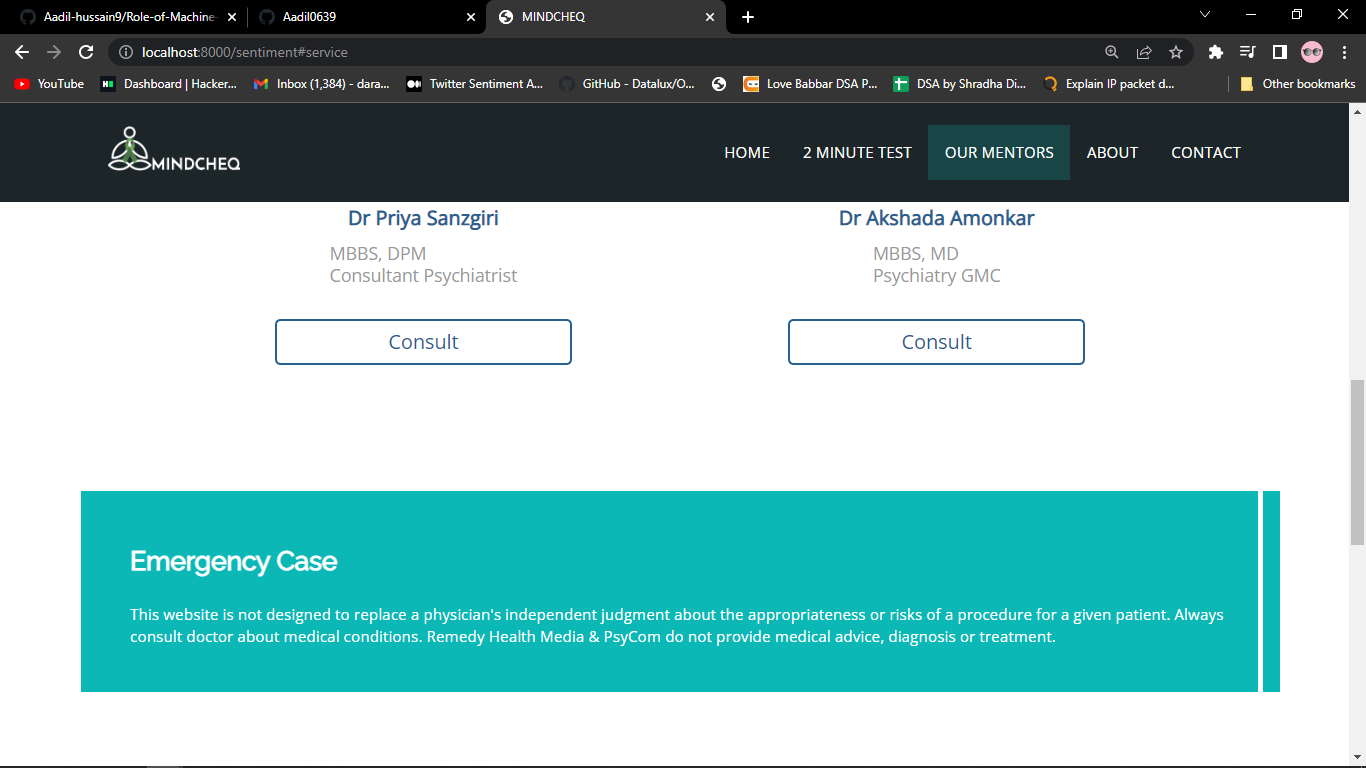 Aadil-hussain9/Role-of-Machine-
Aadil0639
MINDCHEQ
localhost:8000/sentiment#service
YouTube
Dashboard | Hacker...
Inbox (1,384) - dara...
Twitter Sentiment A...
GitHub - Datalux/O...
Love Babbar DSA P...
DSA by Shradha Di...
Explain IP packet d...
Other bookmarks
MINDCHEQ
HOME
2 MINUTE TEST
OUR MENTORS
ABOUT
CONTACT
Dr Priya Sanzgiri
MBBS, DPM
Consultant Psychiatrist
Consult
Dr Akshada Amonkar
MBBS, MD
Psychiatry GMC
Consult
Emergency Case
This website is not designed to replace a physician's independent judgment about the appropriateness or risks of a procedure for a given patient. Always
consult doctor about medical conditions. Remedy Health Media & PsyCom do not provide medical advice, diagnosis or treatment.